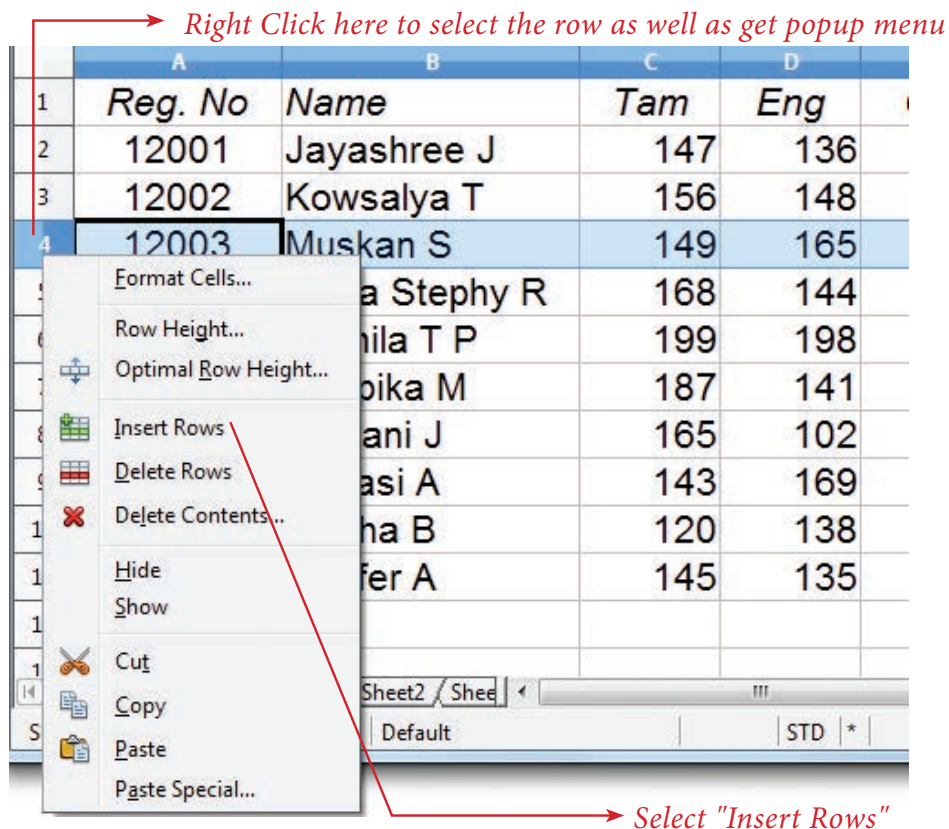 Right Click here to select the row as well as get popup menu
A B C D
1 Reg. No Name Tam Eng
2 12001 Jayashree J 147 136
3 12002 Kowsalya T 156 148
4 12003 Muskan S 149 165
Format Cells...
a Stephy R 168 144
Row Height...
ila T P 199 198
Optimal Row Height...
ika M 187 141
Insert Rows
ani J 165 102
Delete Rows
asi A 143 169
Delete Contents...
ha B 120 138
Hide
fer A 145 135
Show
Cut
Sheet2 Shee
Copy
Default STD *
Paste
Paste Special...
Select "Insert Rows"